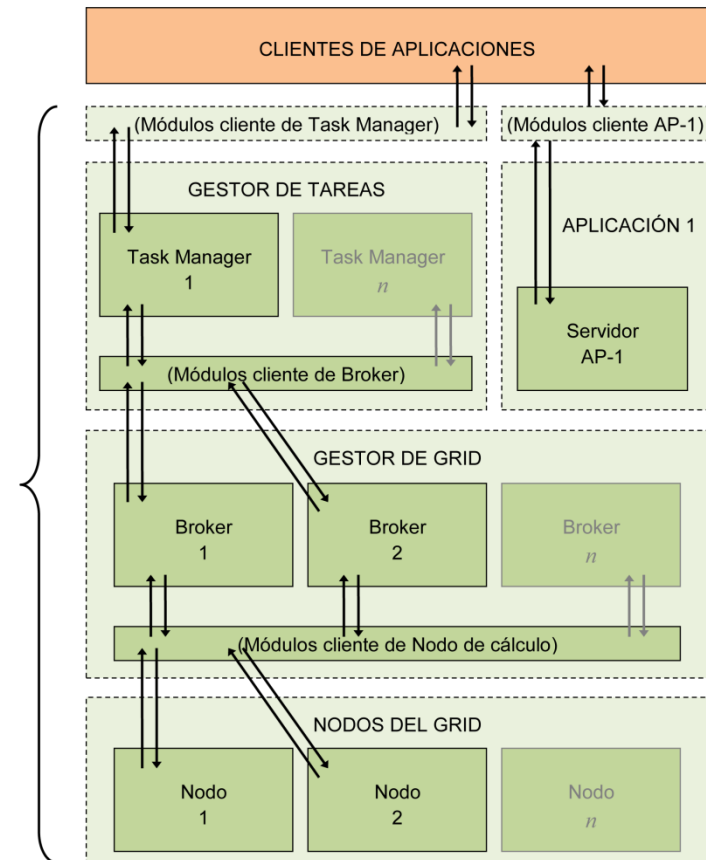 CLIENTES DE APLICACIONES
(Módulos cliente de Task Manager)
(Módulos cliente AP-1)
GESTOR DE TAREAS
Task Manager
1
Task Manager
n
(Módulos cliente de Broker)
APLICACIÓN 1
Servidor
AP-1
GESTOR DE GRID
Broker
1
Broker
2
Broker
n
(Módulos cliente de Nodo de cálculo)
NODOS DEL GRID
Nodo
1
Nodo
2
Nodo
n